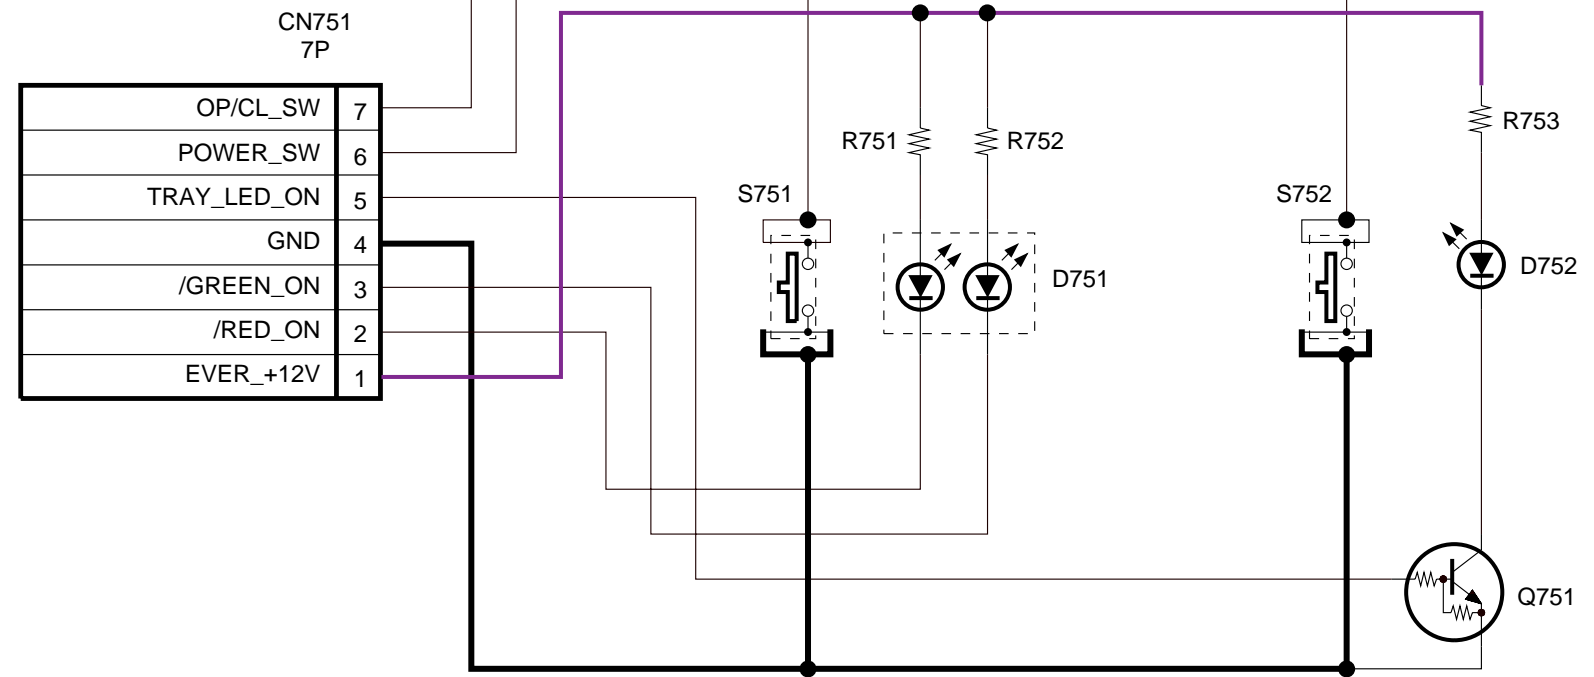 CN751
7P
OP/CL_SW 7
POWER_SW 6
TRAY_LED_ON 5
GND 4
/GREEN_ON 3
/RED_ON 2
EVER_+12V 1
R751
R752
R753
S751
S752
D751
D752
Q751